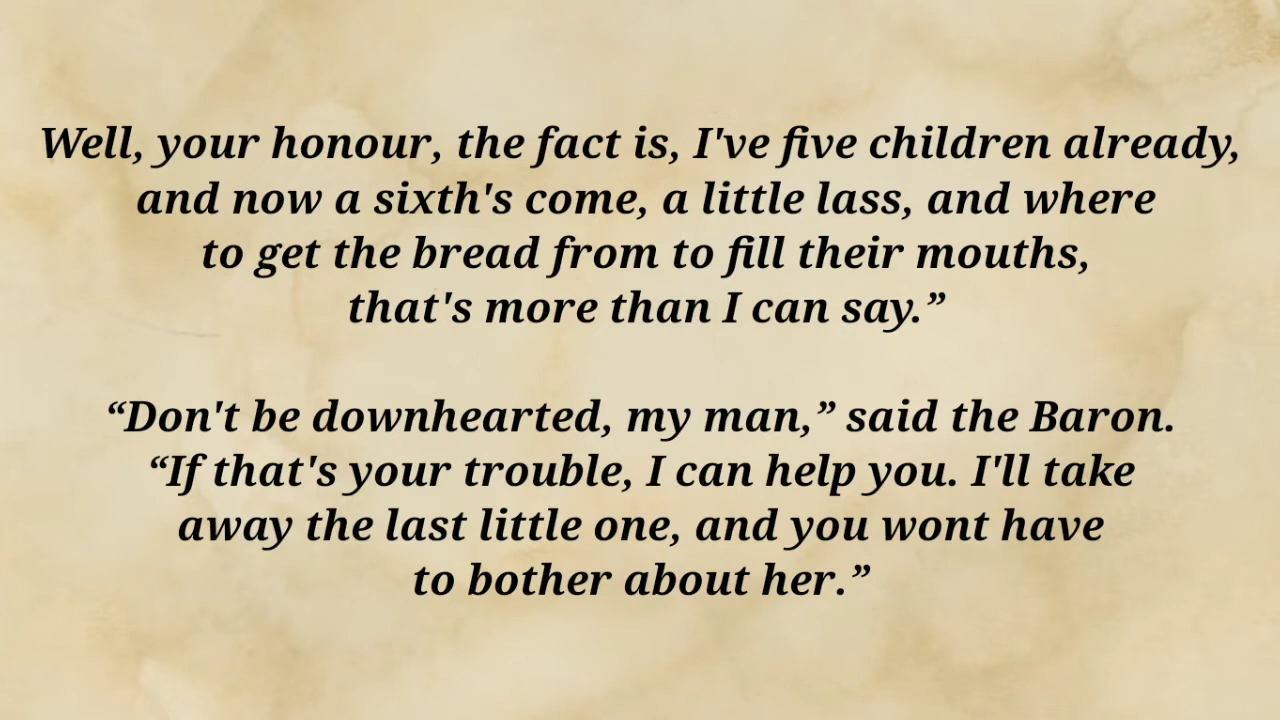 Well, your honour, the fact is, I've five children already,
and now a sixth's come, a little lass, and where
to get the bread from to fill their mouths,
that's more than I can say.”
“Don't be downhearted, my man,” said the Baron.
“If that's your trouble, I can help you. I'll take
away the last little one, and you wont have
to bother about her.”